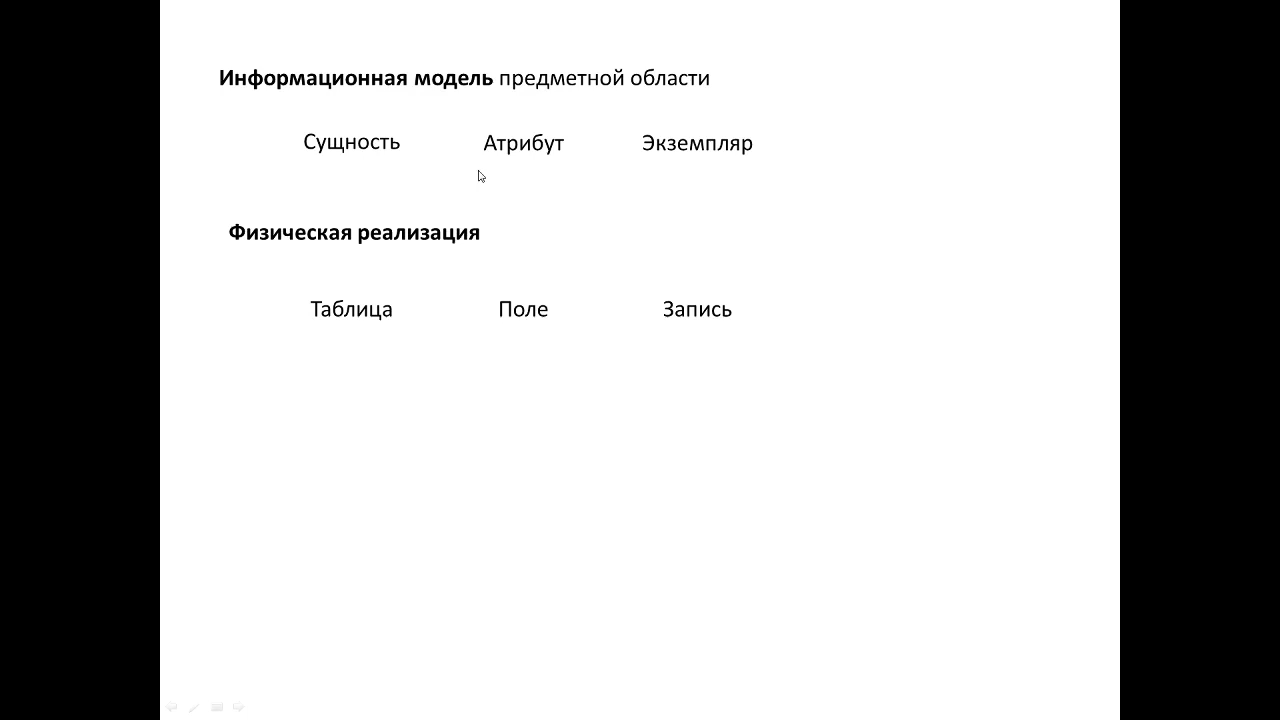 Информационная модель предметной области
Сущность Атрибут Экземпляр
Физическая реализация
Таблица Поле Запись